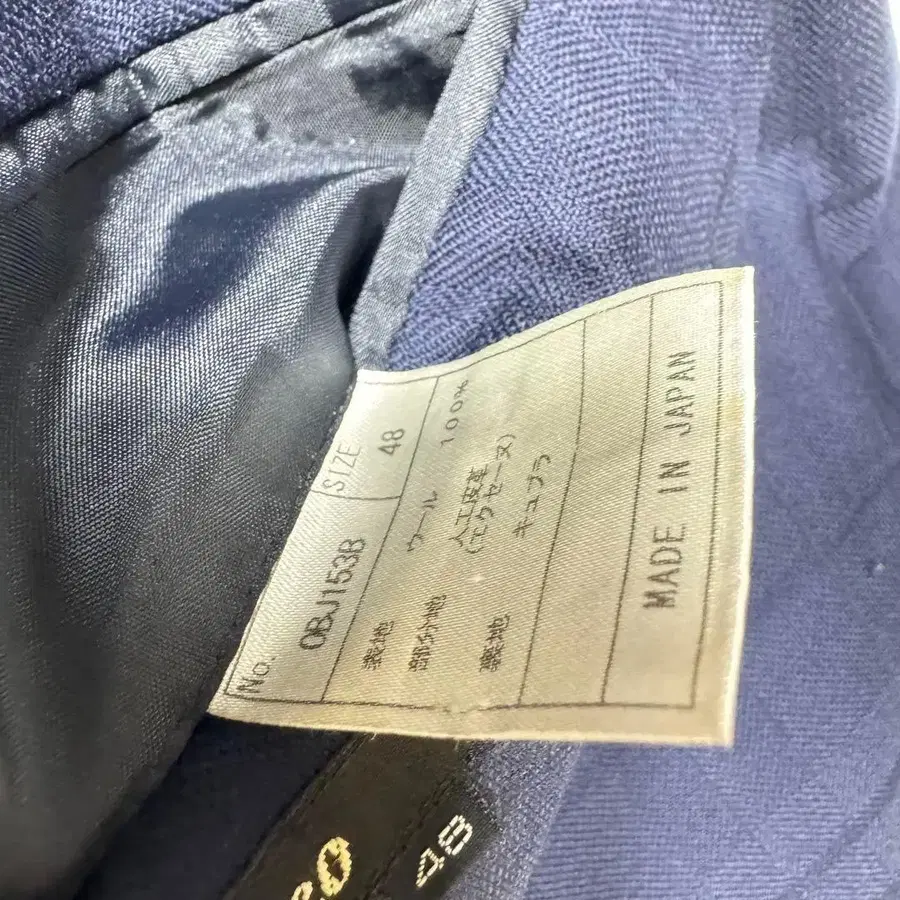 No. OBJ153B SIZE 48
表地 ウール 100%
部分地 人工皮革
(エクセーヌ)
裏地 キュプラ
MADE IN JAPAN
48